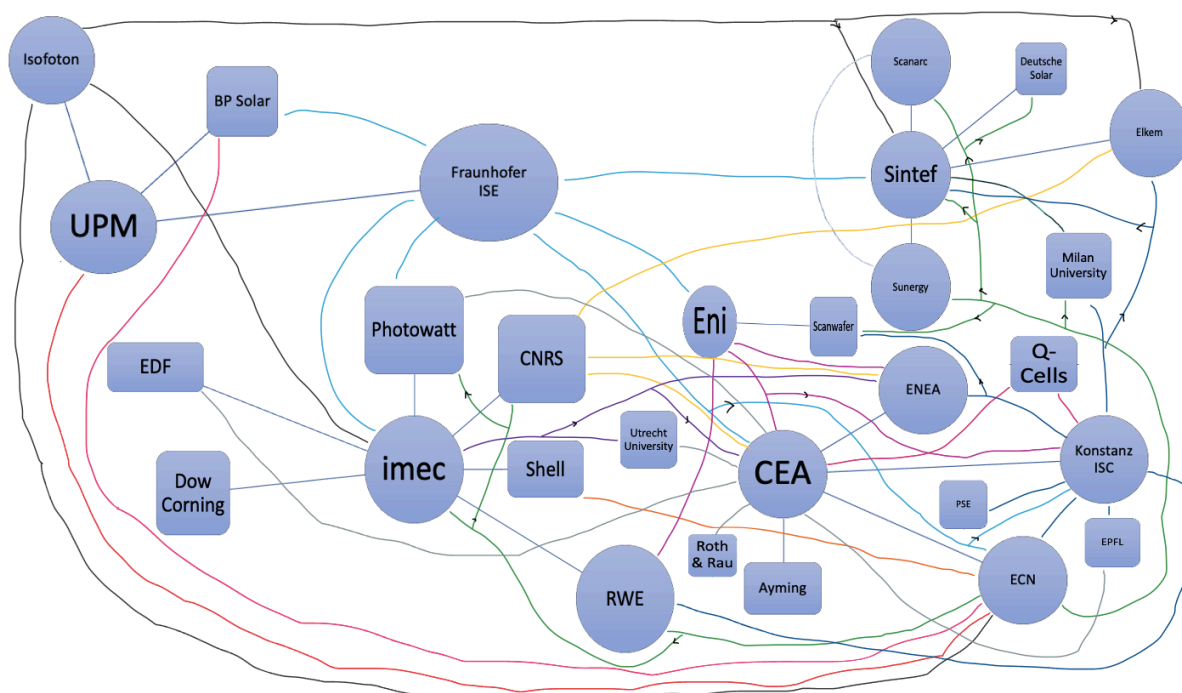 Isofoton
BP Solar
UPM
Fraunhofer
ISE
Scanarc
Deutsche
Solar
Elkem
Sintef
Sunergy
Milan
University
Photowatt
CNRS
Eni
Scanwafer
EDF
ENEA
Q-
Cells
Utrecht
University
imec
Shell
Dow
Corning
CEA
Konstanz
ISC
PSE
EPFL
Roth
& Rau
Ayming
RWE
ECN